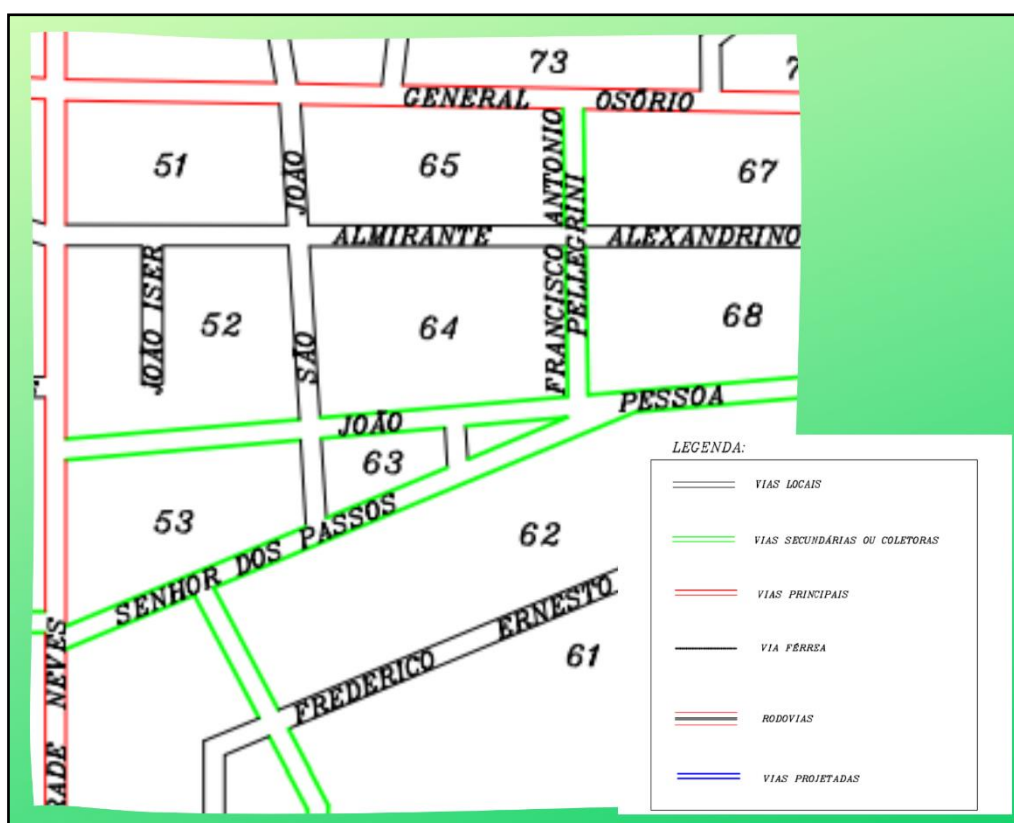 73
7
GENERAL OSÓRIO
51
65
67
JOÃO
FRANCISCO ANTONIO
PELLEGRINI
ALMIRANTE ALEXANDRINO
JOÃO ISER
52
64
68
SÃO
JOÃO PESSOA
63
53
SENHOR DOS PASSOS
62
FREDERICO ERNESTO
61
RADE NEVES
LEGENDA:
VIAS LOCAIS
VIAS SECUNDÁRIAS OU COLETORAS
VIAS PRINCIPAIS
VIA FÉRREA
RODOVIAS
VIAS PROJETADAS